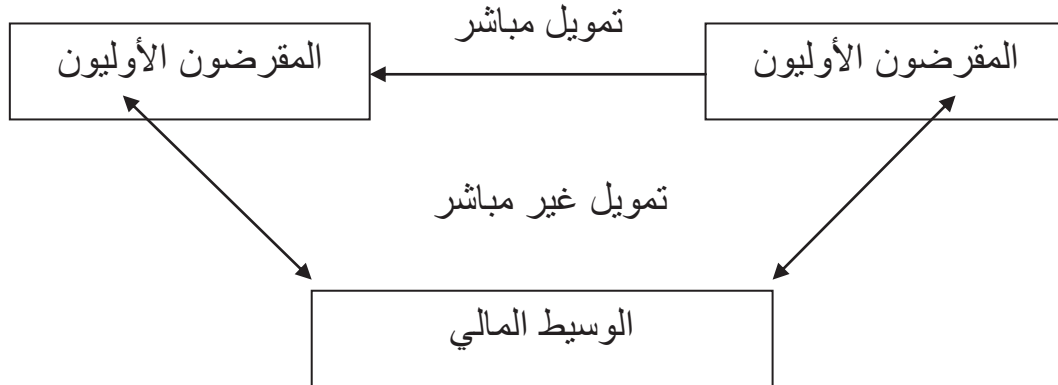 تمويل مباشر
المقرضون الأوليون
المقرضون الأوليون
تمويل غير مباشر
الوسيط المالي